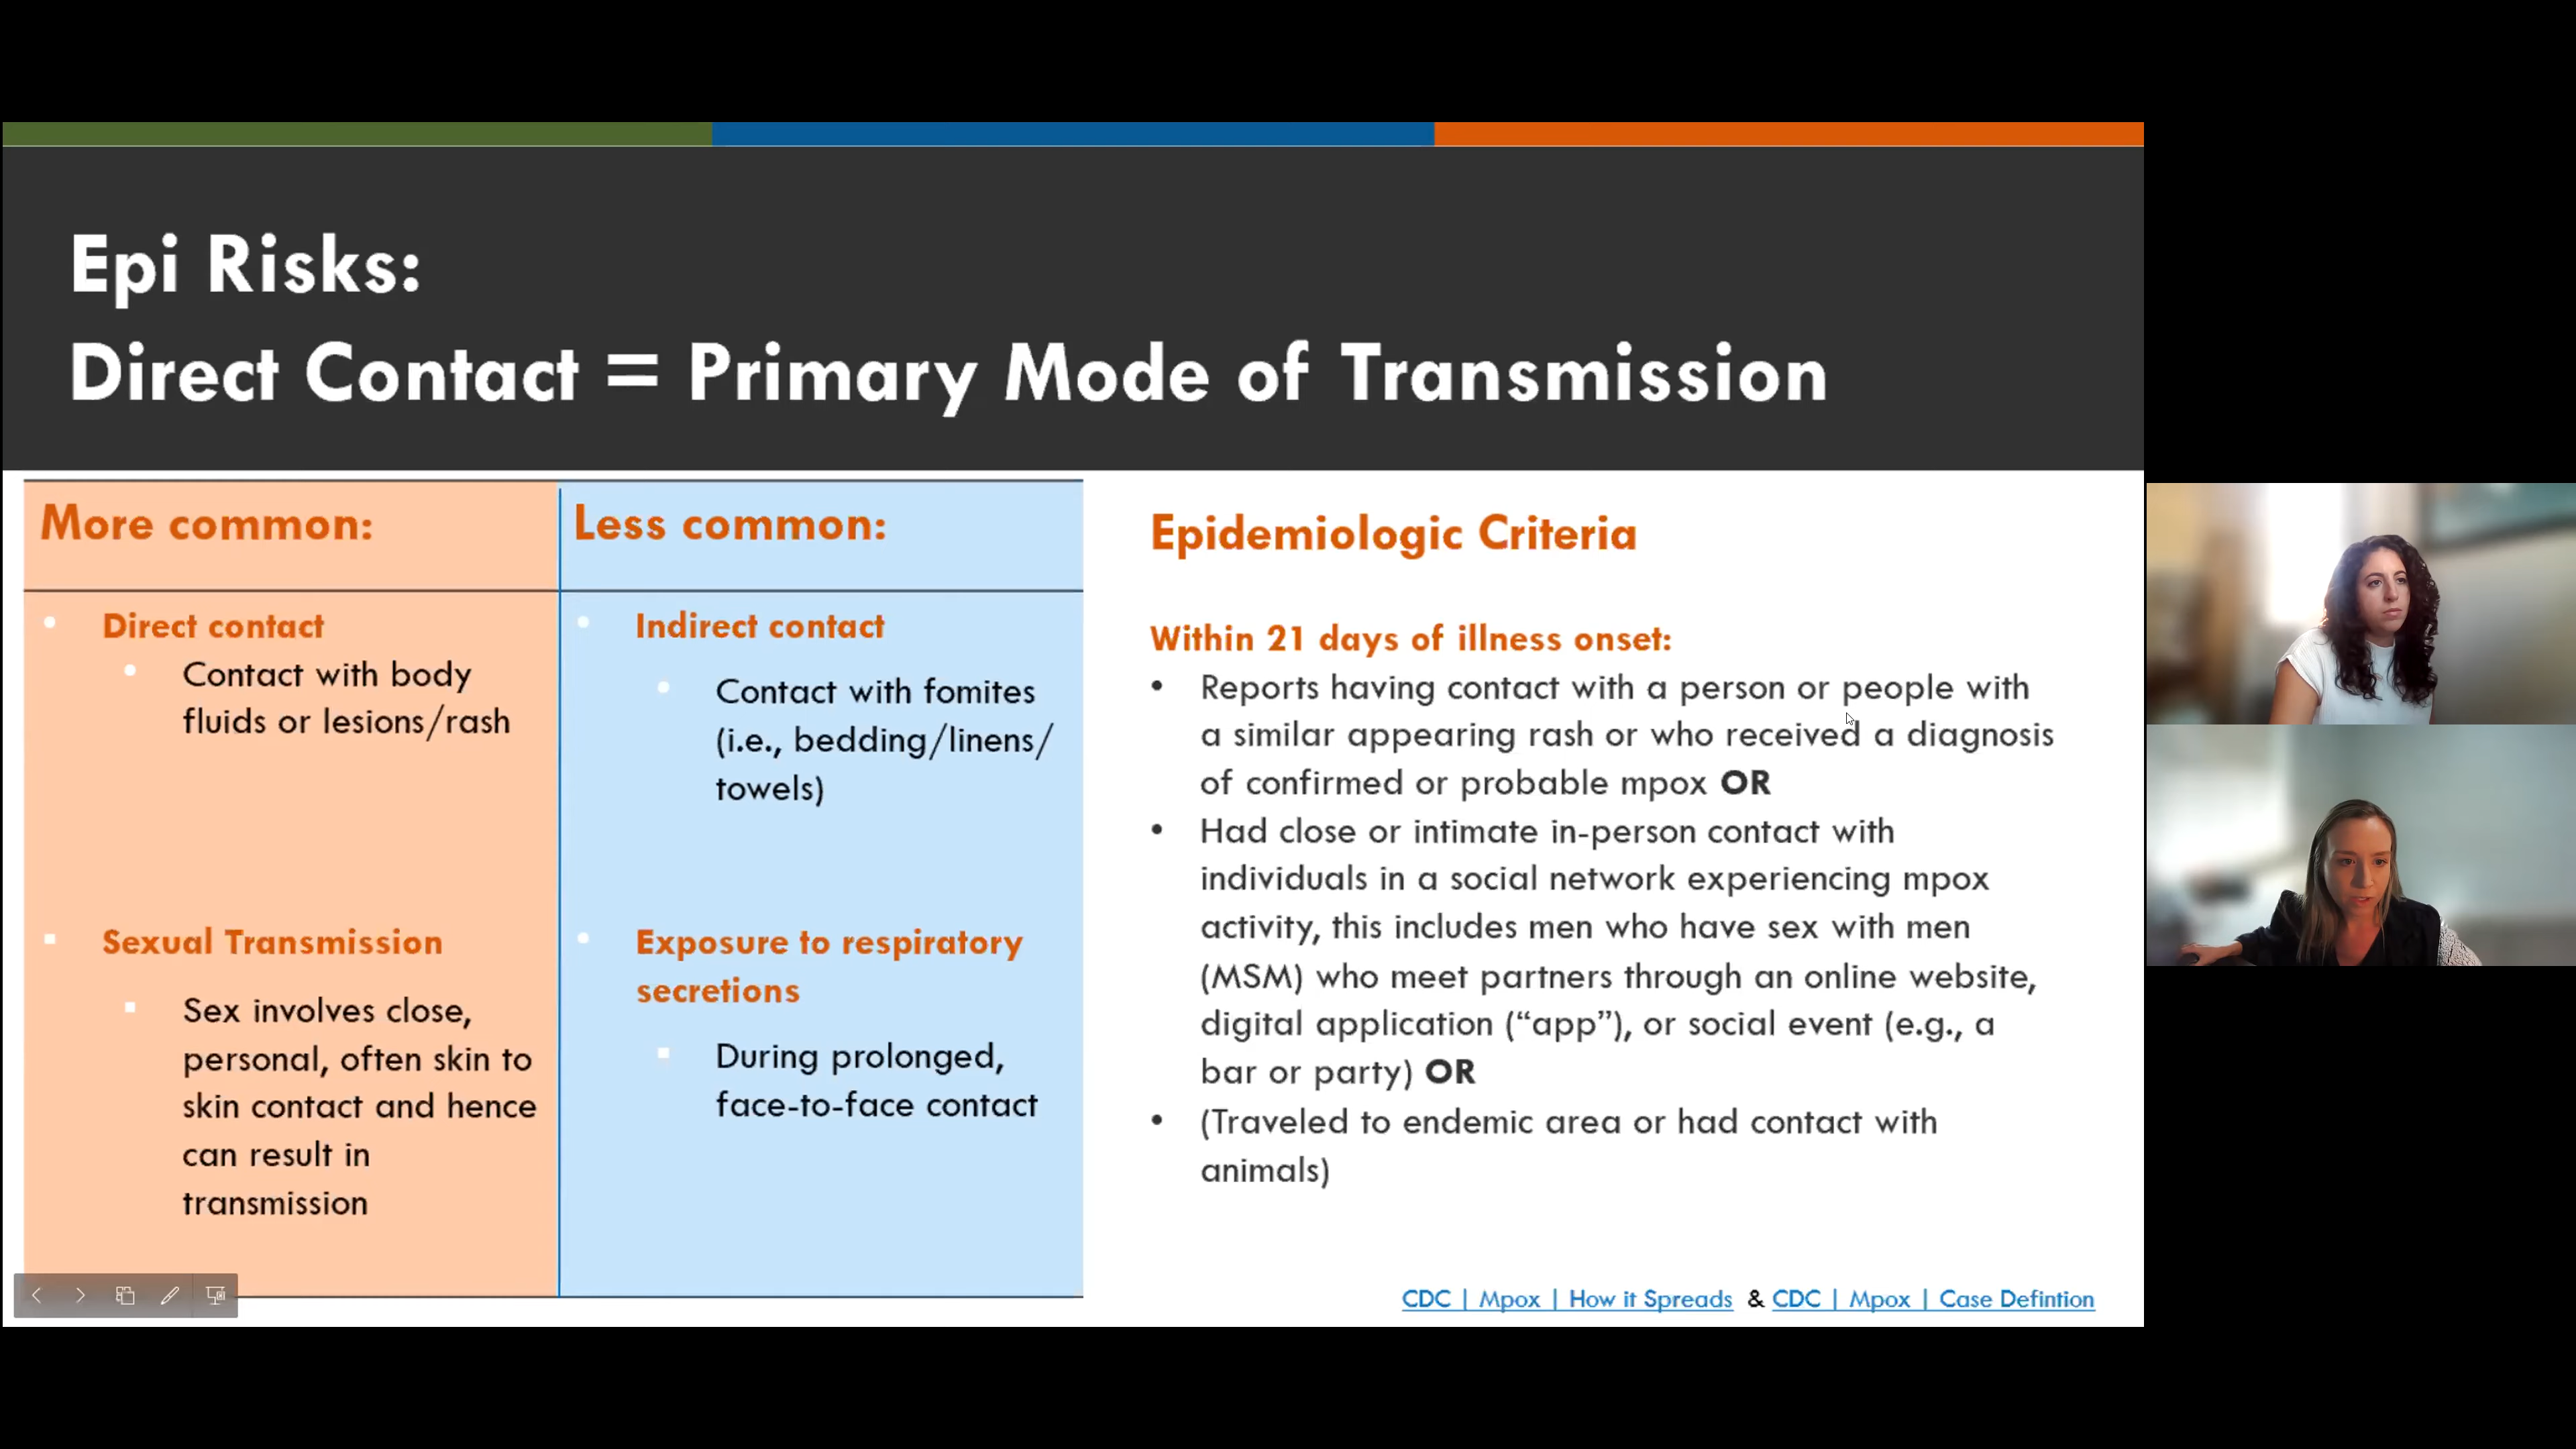 Epi Risks:
Direct Contact = Primary Mode of Transmission
More common:
Direct contact
Contact with body
fluids or lesions/rash
Sexual Transmission
Sex involves close,
personal, often skin to
skin contact and hence
can result in
transmission
Less common:
Indirect contact
Contact with fomites
(i.e., bedding/linens/
towels)
Exposure to respiratory
secretions
During prolonged,
face-to-face contact
Epidemiologic Criteria
Within 21 days of illness onset:
• Reports having contact with a person or people with
a similar appearing rash or who received a diagnosis
of confirmed or probable mpox OR
• Had close or intimate in-person contact with
individuals in a social network experiencing mpox
activity, this includes men who have sex with men
(MSM) who meet partners through an online website,
digital application (“app”), or social event (e.g., a
bar or party) OR
• (Traveled to endemic area or had contact with
animals)
CDC | Mpox | How it Spreads & CDC | Mpox | Case Defintion